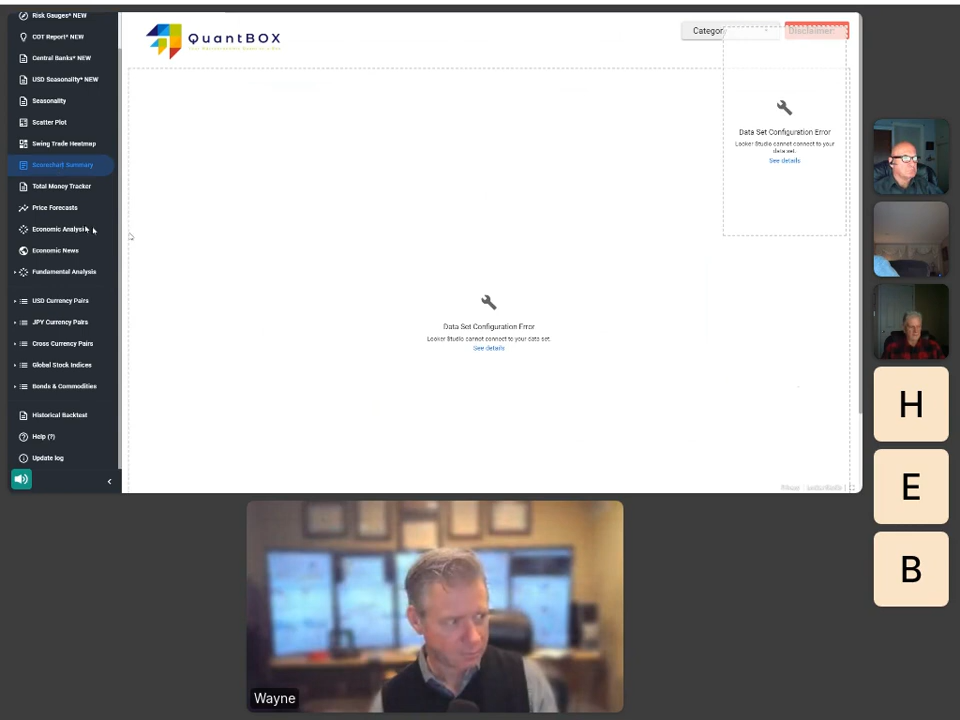 Risk Gauges* NEW
COT Report* NEW
Central Banks* NEW
USD Seasonality* NEW
Seasonality
Scatter Plot
Swing Trade Heatmap
Scorechart Summary
Total Money Tracker
Price Forecasts
Economic Analysis
Economic News
Fundamental Analysis
USD Currency Pairs
JPY Currency Pairs
Cross Currency Pairs
Global Stock Indices
Bonds & Commodities
Historical Backtest
Help (?)
Update log
QuantBOX
Categor
Disclaimer:
Data Set Configuration Error
Looker Studio cannot connect to your
data set.
See details
Data Set Configuration Error
Looker Studio cannot connect to your data set.
See details
H
E
B
Wayne